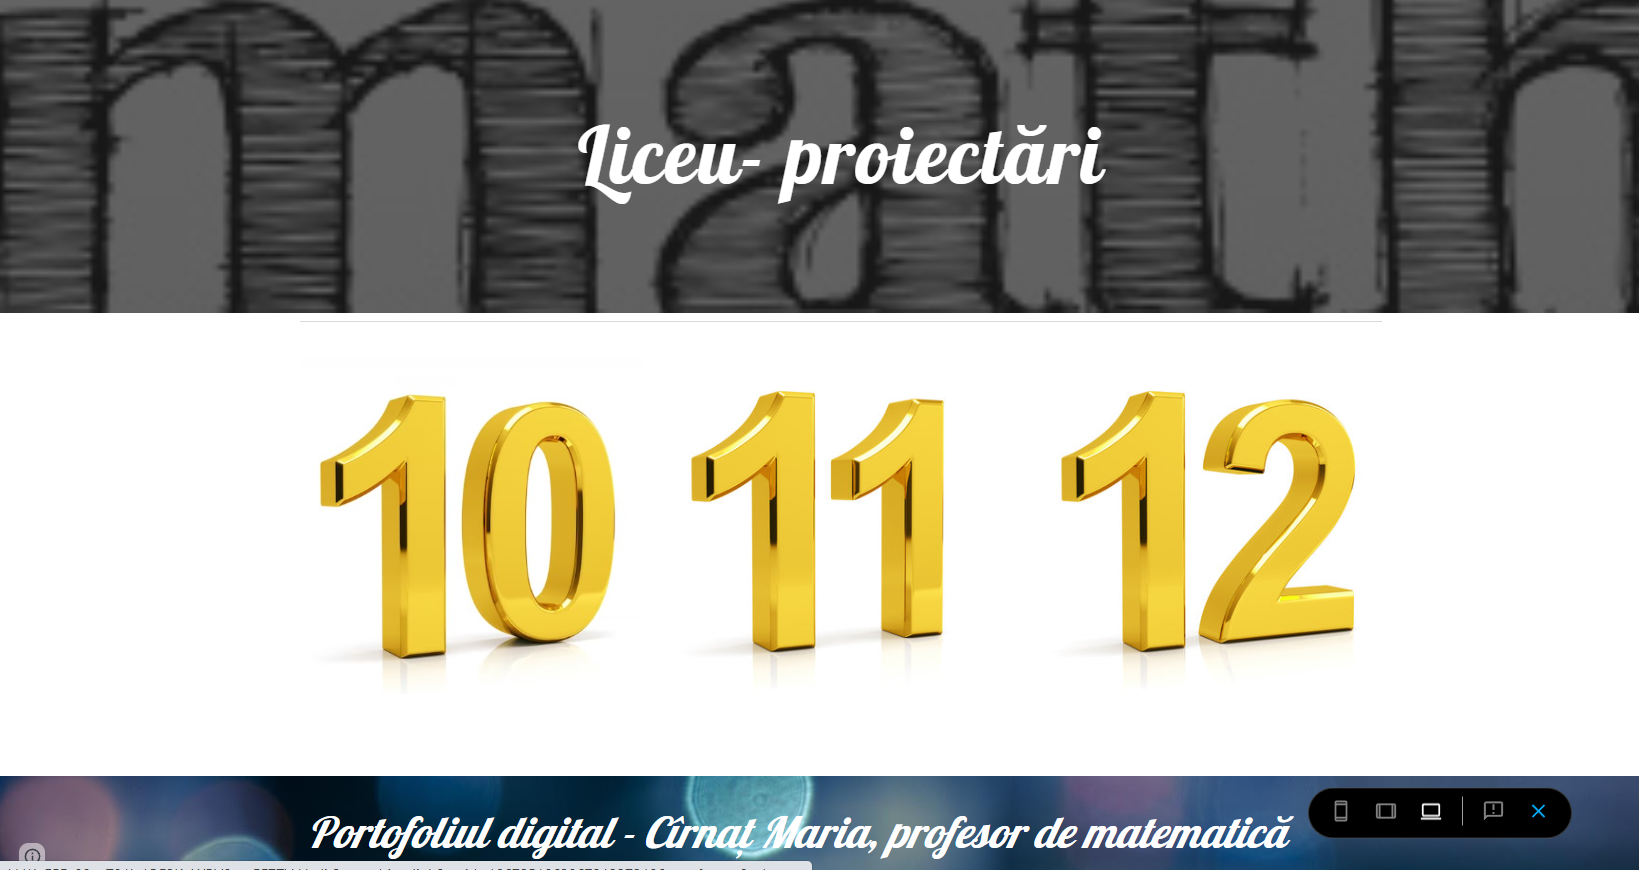 math
Liceu- proiectări
10 11 12
Portofoliul digital - Cîrnaț Maria, profesor de matematică